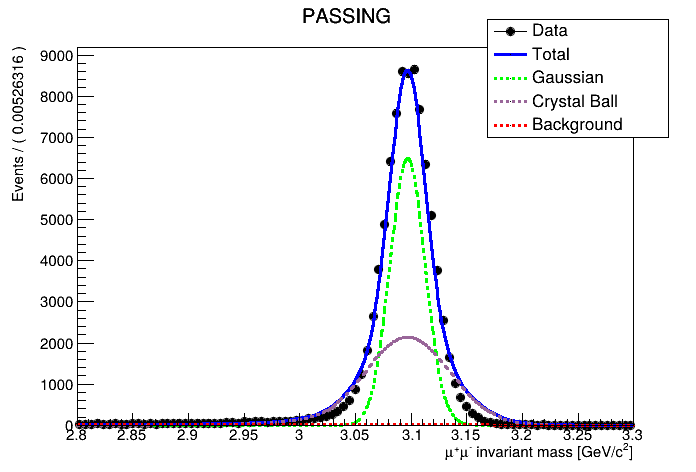 PASSING
Data
Total
Gaussian
Crystal Ball
Background
Events / ( 0.00526316 )
9000
8000
7000
6000
5000
4000
3000
2000
1000
0
2.8 2.85 2.9 2.95 3 3.05 3.1 3.15 3.2 3.25 3.3
μ⁺μ⁻ invariant mass [GeV/c²]